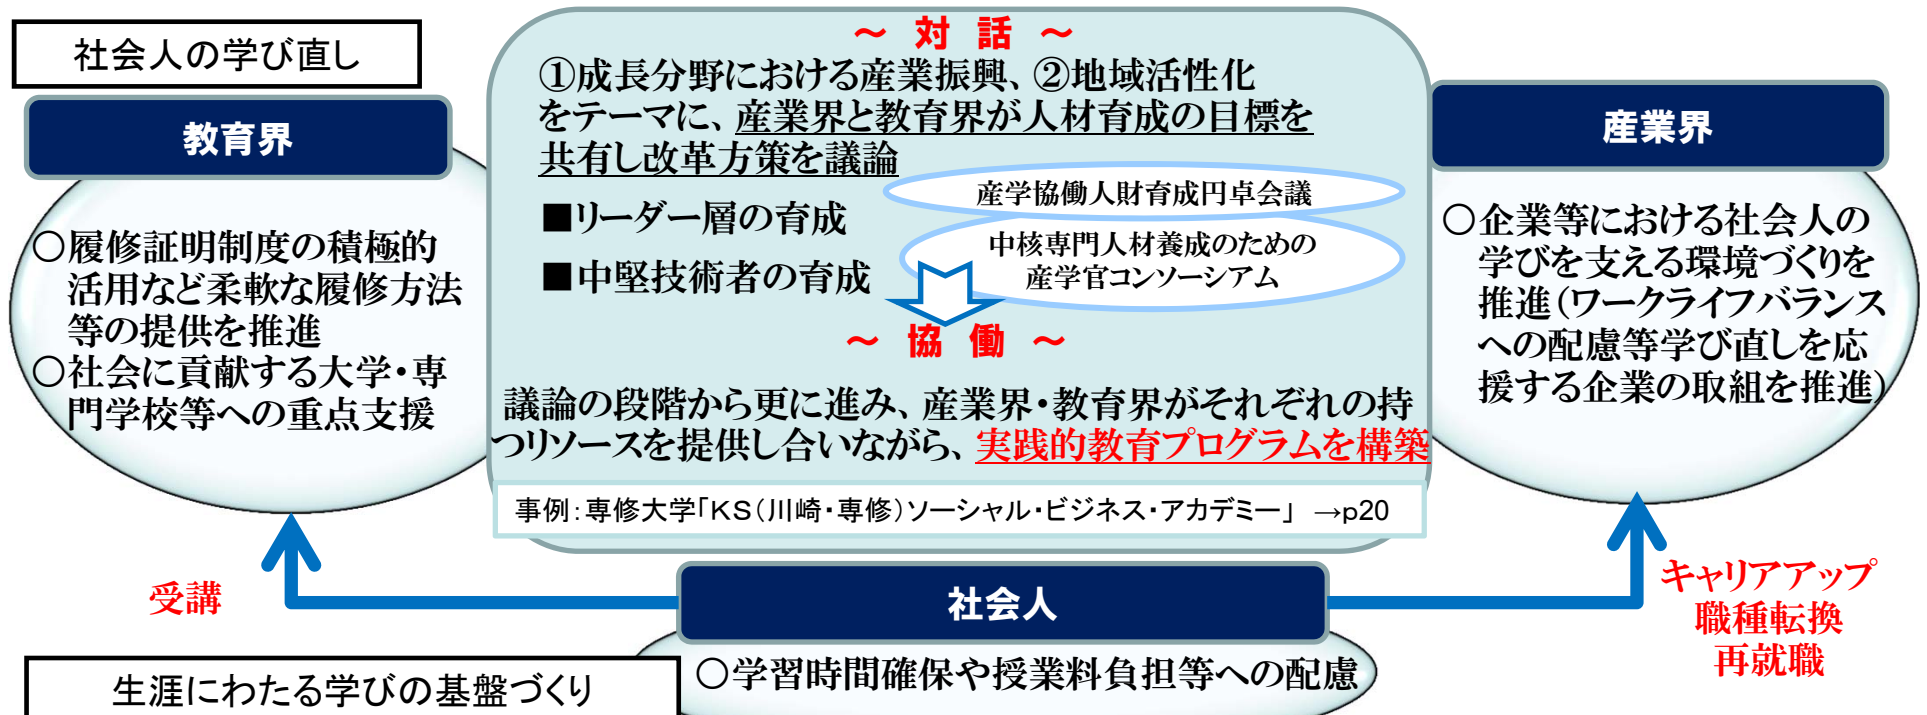 社会人の学び直し
教育界
○履修証明制度の積極的
活用など柔軟な履修方法
等の提供を推進
○社会に貢献する大学・専
門学校等への重点支援
～ 対 話 ～
①成長分野における産業振興、②地域活性化
をテーマに、産業界と教育界が人材育成の目標を
共有し改革方策を議論
■リーダー層の育成
■中堅技術者の育成
産学協働人財育成円卓会議
中核専門人材養成のための
産学官コンソーシアム
～ 協 働 ～
議論の段階から更に進み、産業界・教育界がそれぞれの持
つリソースを提供し合いながら、実践的教育プログラムを構築
事例：専修大学「KS（川崎・専修）ソーシャル・ビジネス・アカデミー」 →p20
産業界
○企業等における社会人の
学びを支える環境づくりを
推進（ワークライフバランス
への配慮等学び直しを応
援する企業の取組を推進）
受講
社会人
○学習時間確保や授業料負担等への配慮
キャリアアップ
職種転換
再就職
生涯にわたる学びの基盤づくり